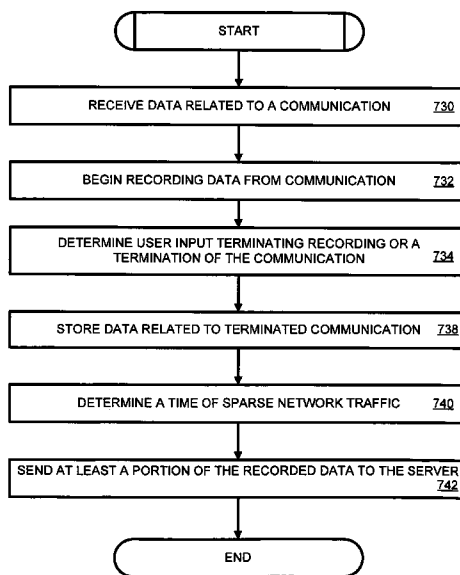 START
RECEIVE DATA RELATED TO A COMMUNICATION 730
BEGIN RECORDING DATA FROM COMMUNICATION 732
DETERMINE USER INPUT TERMINATING RECORDING OR A
TERMINATION OF THE COMMUNICATION 734
STORE DATA RELATED TO TERMINATED COMMUNICATION 738
DETERMINE A TIME OF SPARSE NETWORK TRAFFIC 740
SEND AT LEAST A PORTION OF THE RECORDED DATA TO THE SERVER
742
END